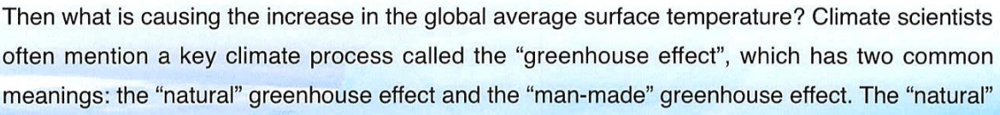 Then what is causing the increase in the global average surface temperature? Climate scientists
often mention a key climate process called the “greenhouse effect”, which has two common
meanings: the “natural” greenhouse effect and the “man-made” greenhouse effect. The “natural”